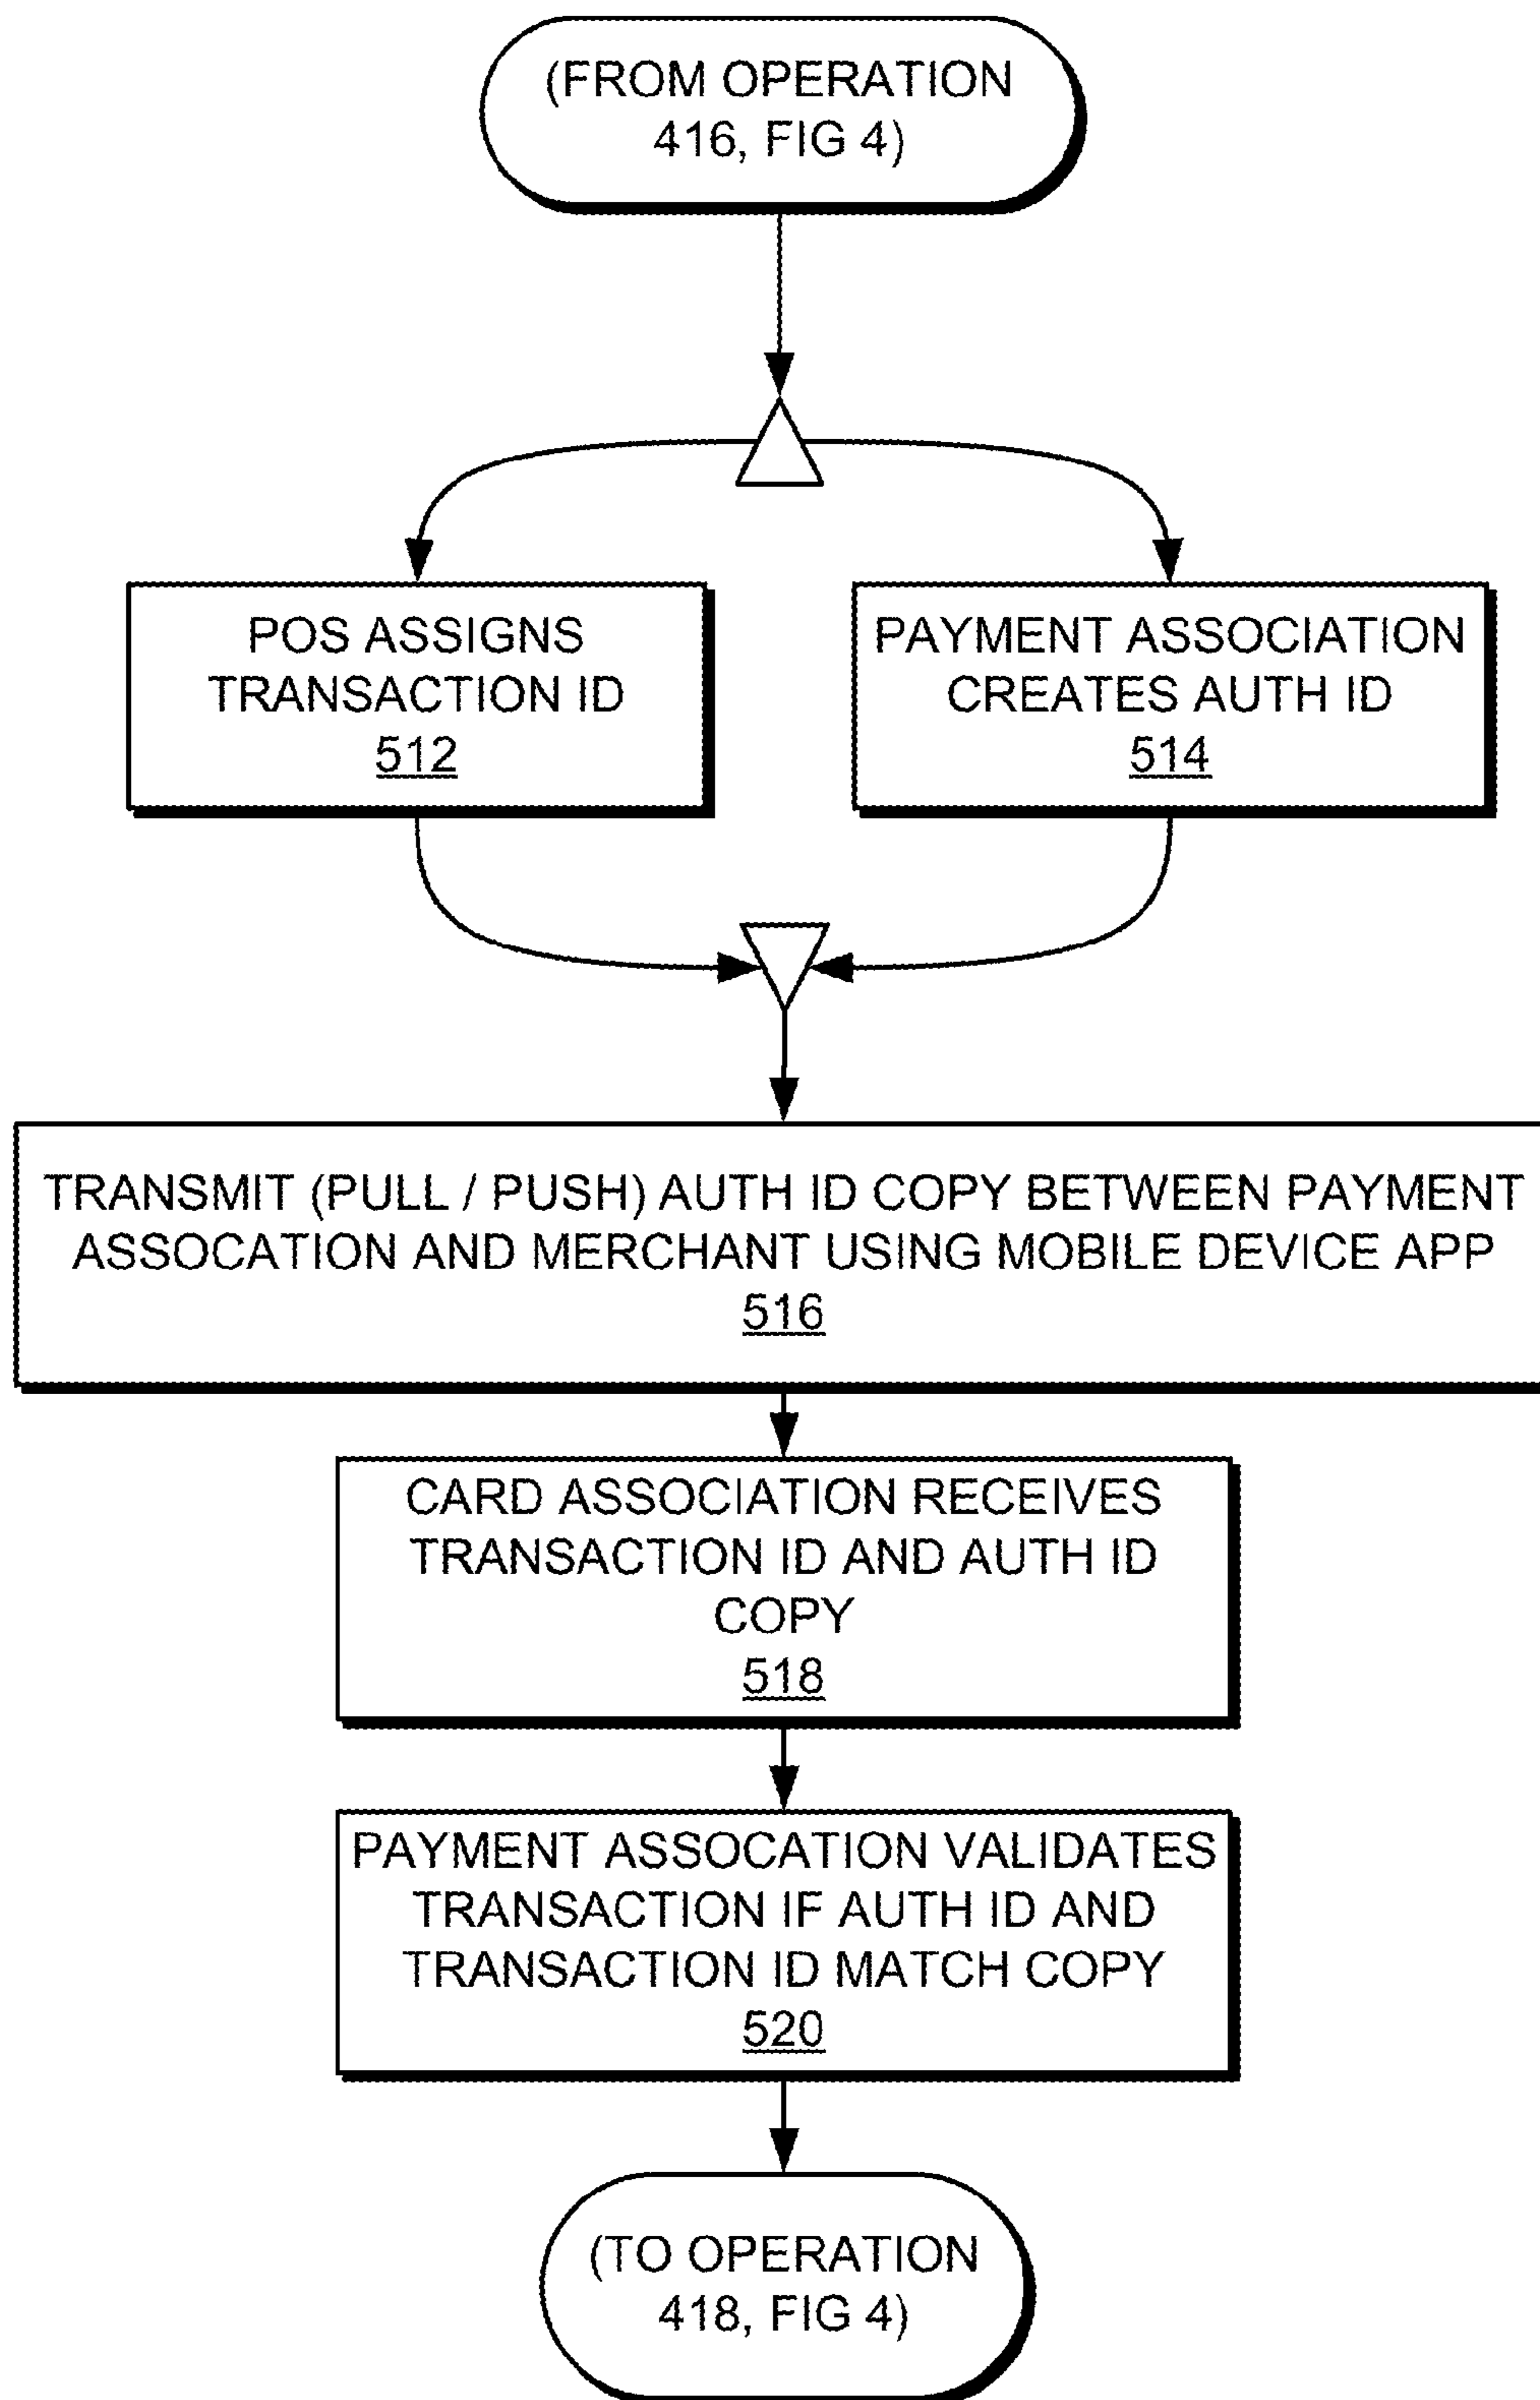 (FROM OPERATION
416, FIG 4)
POS ASSIGNS
TRANSACTION ID
512
PAYMENT ASSOCIATION
CREATES AUTH ID
514
TRANSMIT (PULL / PUSH) AUTH ID COPY BETWEEN PAYMENT
ASSOCATION AND MERCHANT USING MOBILE DEVICE APP
516
CARD ASSOCIATION RECEIVES
TRANSACTION ID AND AUTH ID
COPY
518
PAYMENT ASSOCATION VALIDATES
TRANSACTION IF AUTH ID AND
TRANSACTION ID MATCH COPY
520
(TO OPERATION
418, FIG 4)